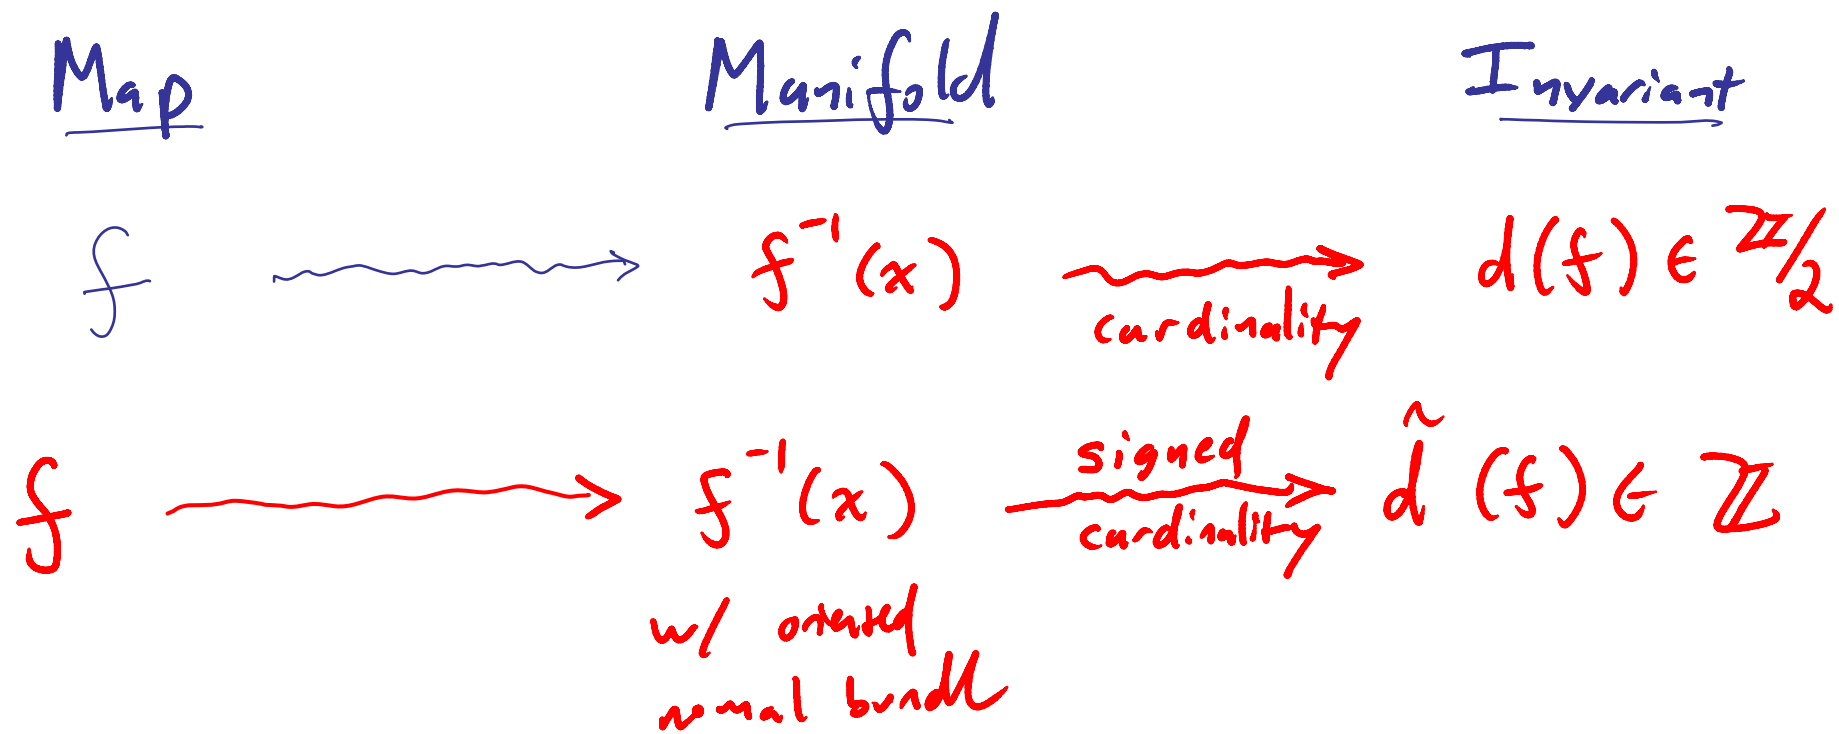 Map Manifold Invariant
f f⁻¹(x) d(f) ∈ ℤ/2
cardinality
signed
f f⁻¹(x) d̃(f) ∈ ℤ
cardinality
w/ oriented
normal bundle